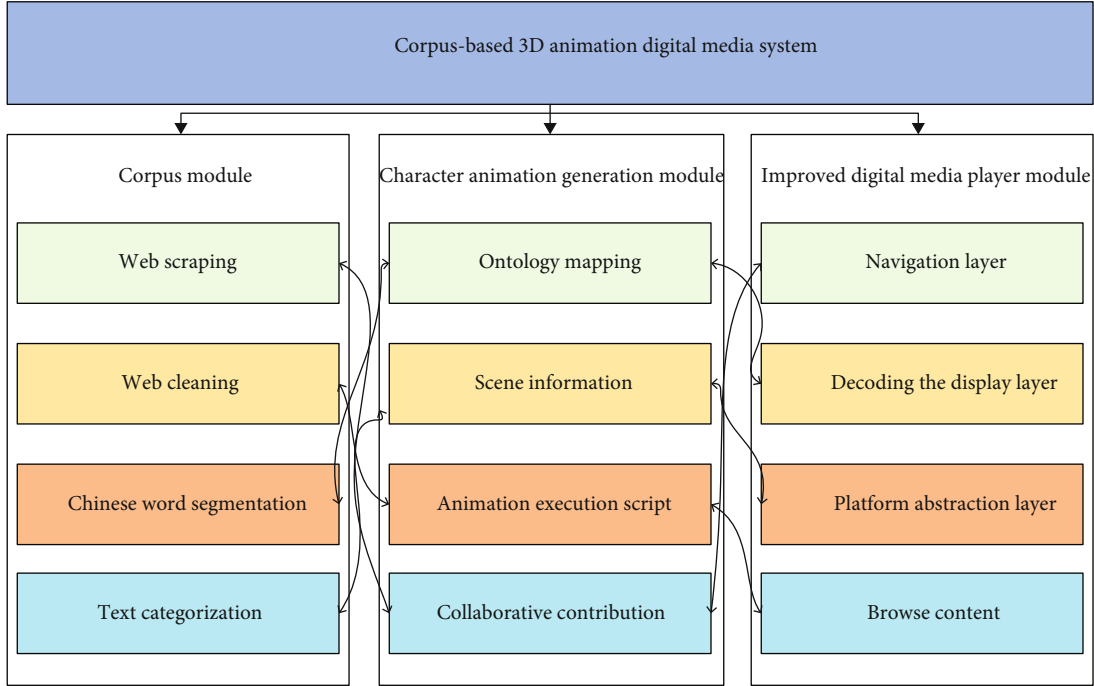 Corpus-based 3D animation digital media system
Corpus module
Web scraping
Web cleaning
Chinese word segmentation
Text categorization
Character animation generation module
Ontology mapping
Scene information
Animation execution script
Collaborative contribution
Improved digital media player module
Navigation layer
Decoding the display layer
Platform abstraction layer
Browse content